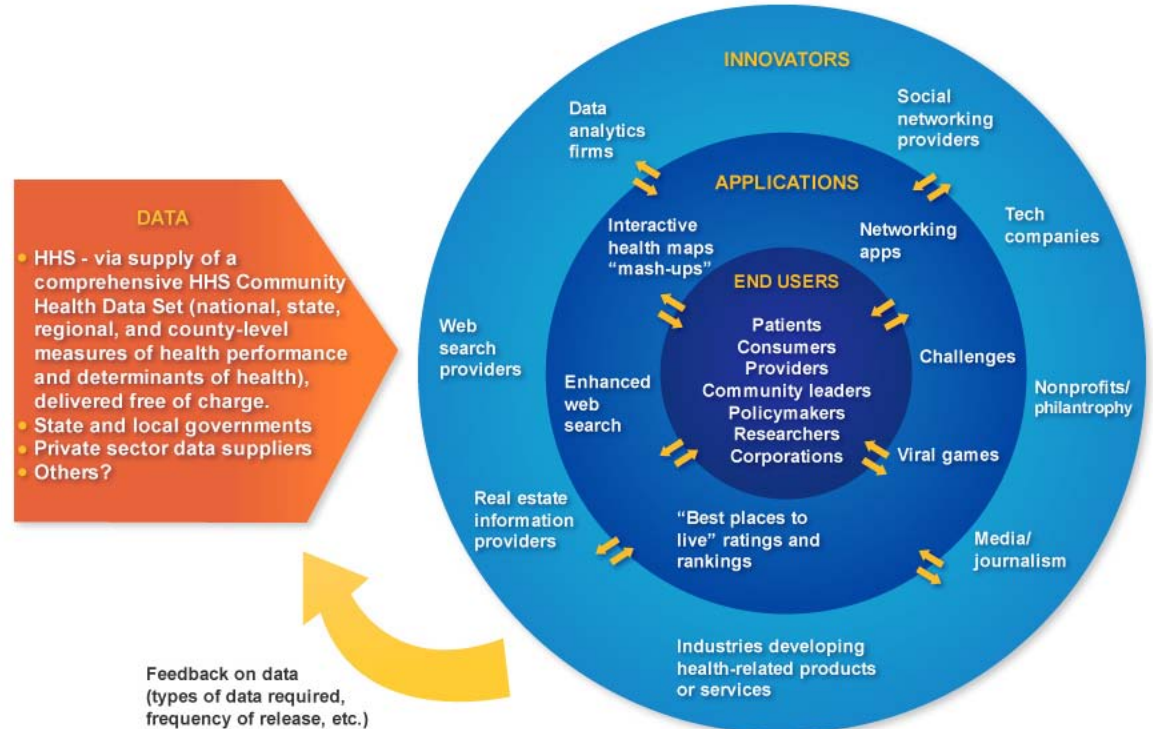 DATA
• HHS - via supply of a
comprehensive HHS Community
Health Data Set (national, state,
regional, and county-level
measures of health performance
and determinants of health),
delivered free of charge.
• State and local governments
• Private sector data suppliers
• Others?
Feedback on data
(types of data required,
frequency of release, etc.)
INNOVATORS
Data
analytics
firms
Social
networking
providers
Tech
companies
Web
search
providers
Nonprofits/
philantrophy
Real estate
information
providers
Media/
journalism
Industries developing
health-related products
or services
APPLICATIONS
Interactive
health maps
“mash-ups”
Networking
apps
Enhanced
web
search
Challenges
Viral games
“Best places to
live” ratings and
rankings
END USERS
Patients
Consumers
Providers
Community leaders
Policymakers
Researchers
Corporations